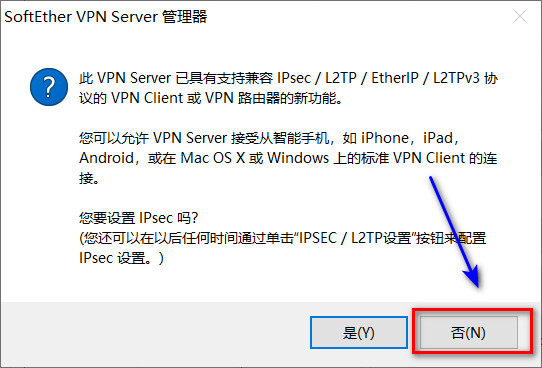 SoftEther VPN Server 管理器
此 VPN Server 已具有支持兼容 IPsec / L2TP / EtherIP / L2TPv3 协
议的 VPN Client 或 VPN 路由器的新功能。
您可以允许 VPN Server 接受从智能手机，如 iPhone，iPad，
Android，或在 Mac OS X 或 Windows 上的标准 VPN Client 的连
接。
您要设置 IPsec 吗?
(您还可以在以后任何时间通过单击“IPSEC / L2TP设置”按钮来配置
IPsec 设置。)
是(Y)
否(N)